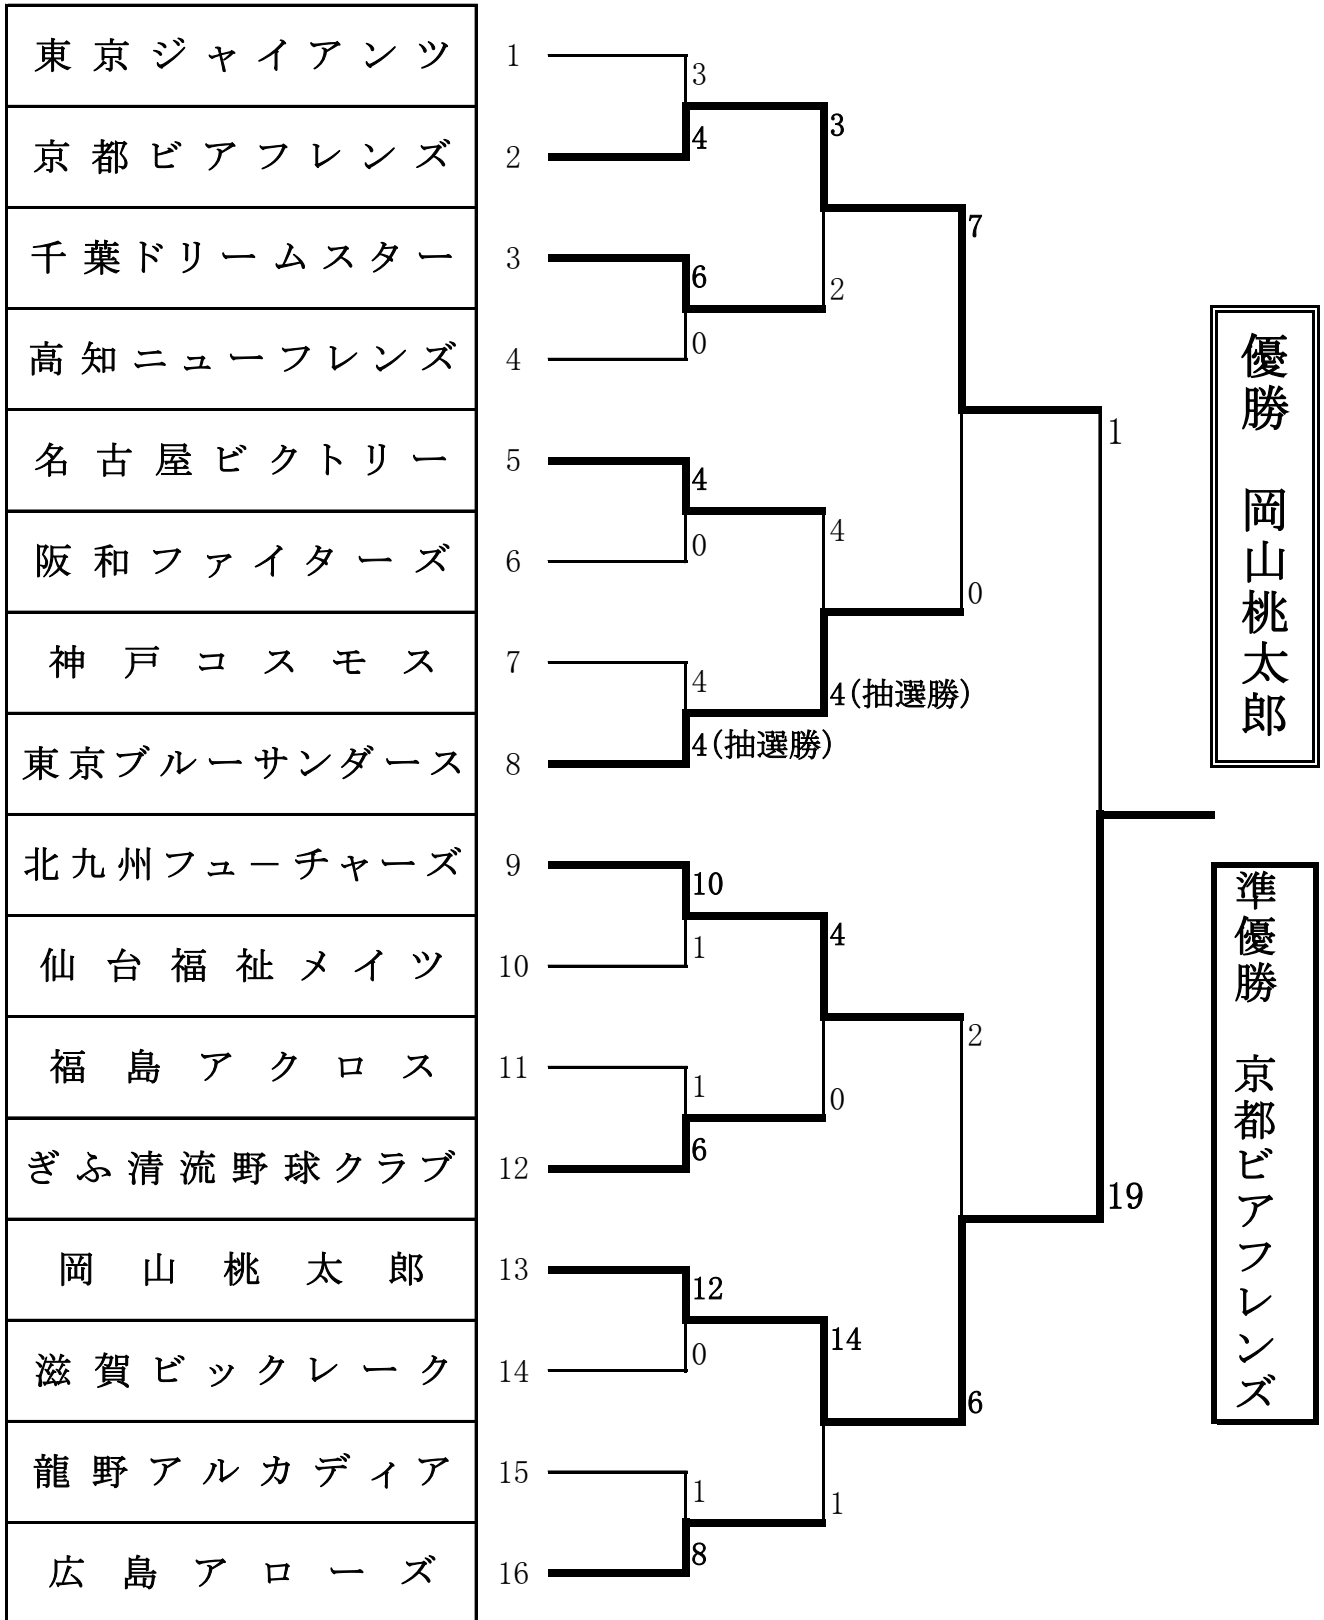 東京ジャイアンツ 1
3
4
3
京都ビアフレンズ 2
7
千葉ドリームスター 3
6
2
0
高知ニューフレンズ 4
1
名古屋ビクトリー 5
4
4
0
阪和ファイターズ 6
0
神戸コスモス 7
4
4(抽選勝)
4(抽選勝)
東京ブルーサンダース 8
北九州フューチャーズ 9
10
4
1
仙台福祉メイツ 10
2
福島アクロス 11
1
0
6
ぎふ清流野球クラブ 12
19
岡山桃太郎 13
12
14
0
滋賀ビックレーク 14
6
龍野アルカディア 15
1
1
8
広島アローズ 16
優勝 岡山桃太郎
準優勝 京都ビアフレンズ